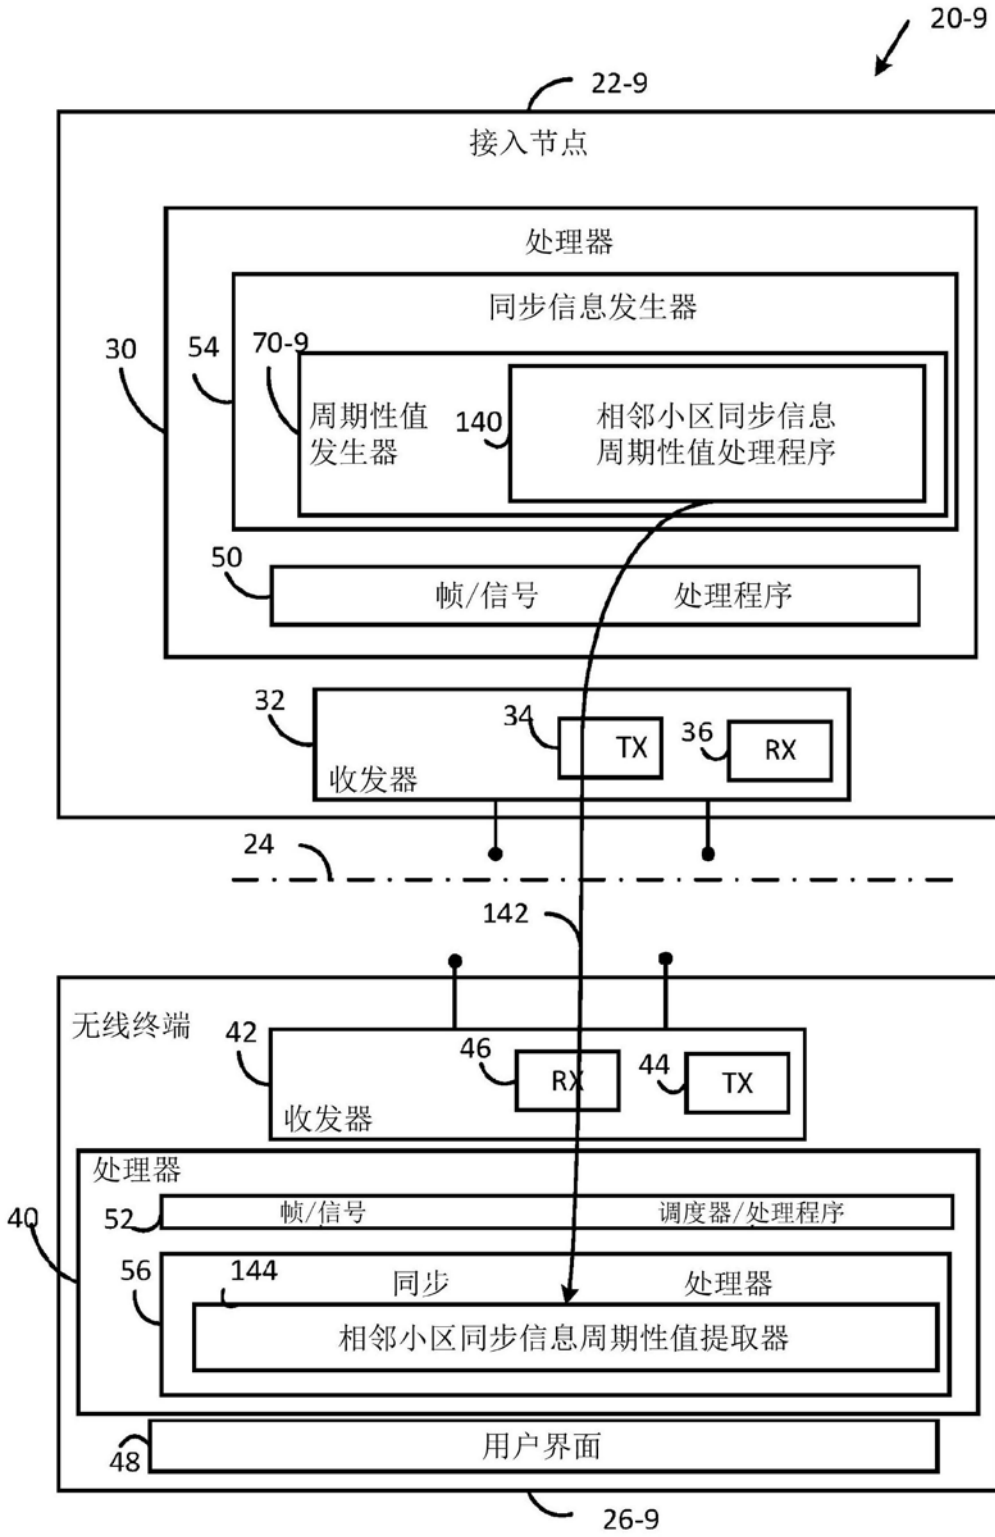 20-9
22-9
接入节点
处理器
同步信息发生器
30
54
70-9
周期性值
发生器
140
相邻小区同步信息
周期性值处理程序
50
帧/信号 处理程序
32
34
TX
36
RX
收发器
24
142
无线终端
42
46
RX
44
TX
收发器
处理器
40
52
帧/信号 调度器/处理程序
56
144
同步 处理器
相邻小区同步信息周期性值提取器
48
用户界面
26-9